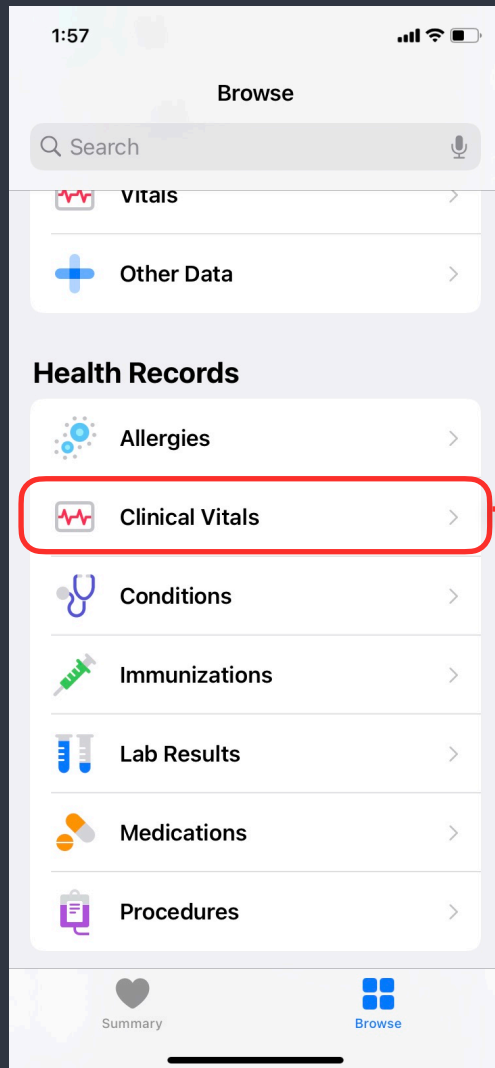 1:57
Browse
Search
Vitals
Other Data
Health Records
Allergies
Clinical Vitals
Conditions
Immunizations
Lab Results
Medications
Procedures
Summary
Browse